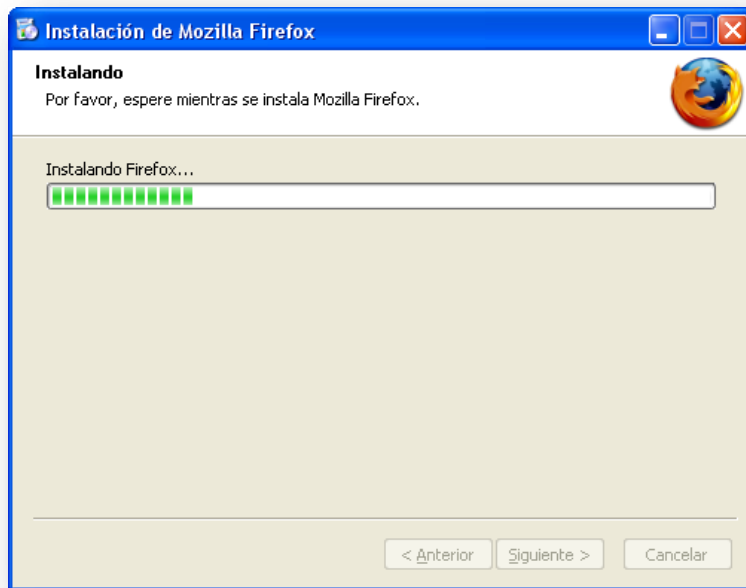 Instalación de Mozilla Firefox
Instalando
Por favor, espere mientras se instala Mozilla Firefox.
Instalando Firefox...
< Anterior
Siguiente >
Cancelar